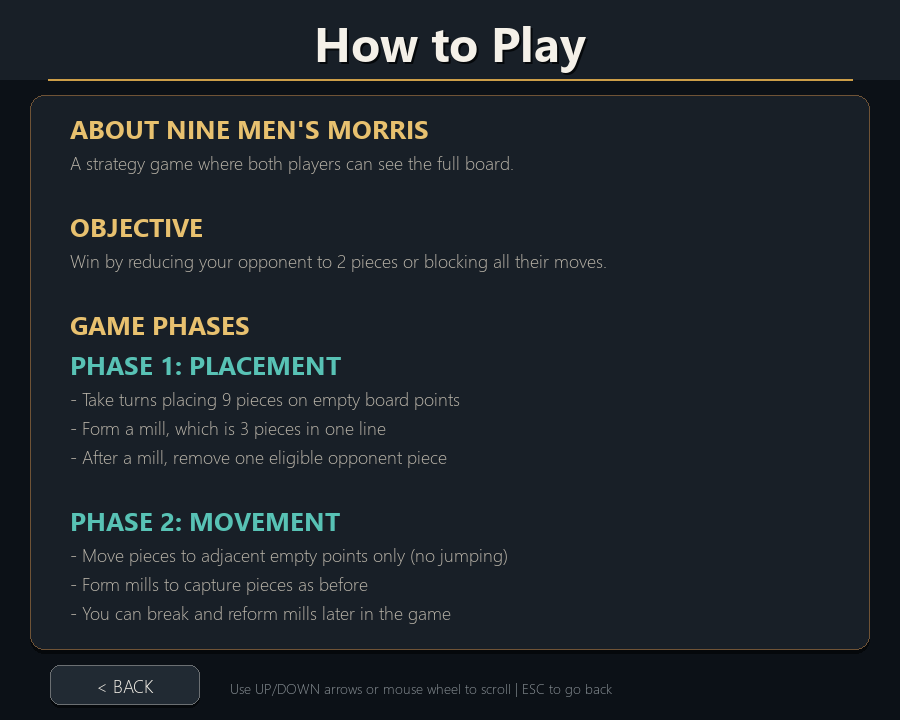 How to Play
ABOUT NINE MEN'S MORRIS
A strategy game where both players can see the full board.
OBJECTIVE
Win by reducing your opponent to 2 pieces or blocking all their moves.
GAME PHASES
PHASE 1: PLACEMENT
- Take turns placing 9 pieces on empty board points
- Form a mill, which is 3 pieces in one line
- After a mill, remove one eligible opponent piece
PHASE 2: MOVEMENT
- Move pieces to adjacent empty points only (no jumping)
- Form mills to capture pieces as before
- You can break and reform mills later in the game
< BACK
Use UP/DOWN arrows or mouse wheel to scroll | ESC to go back